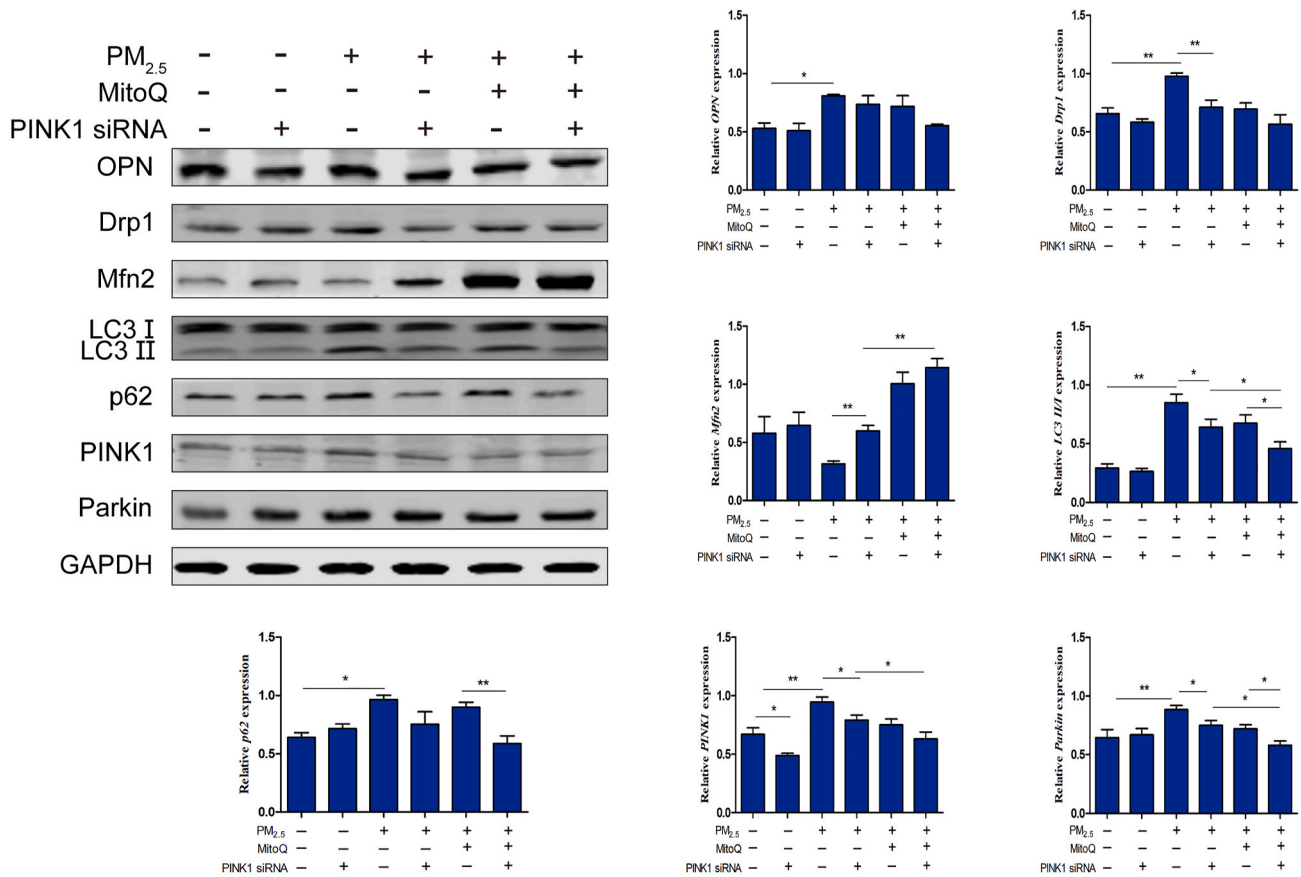 PM2.5 – – + + + +
MitoQ – – – – + +
PINK1 siRNA – + – + – +
OPN
Drp1
Mfn2
LC3 I
LC3 II
p62
PINK1
Parkin
GAPDH
Relative OPN expression
1.5
1.0
0.5
0.0
*
PM2.5 – – + + + +
MitoQ – – – – + +
PINK1 siRNA – + – + – +
Relative Drp1 expression
1.5
1.0
0.5
0.0
** **
PM2.5 – – + + + +
MitoQ – – – – + +
PINK1 siRNA – + – + – +
Relative Mfn2 expression
1.5
1.0
0.5
0.0
** **
PM2.5 – – + + + +
MitoQ – – – – + +
PINK1 siRNA – + – + – +
Relative LC3 II/I expression
1.5
1.0
0.5
0.0
** * * *
PM2.5 – – + + + +
MitoQ – – – – + +
PINK1 siRNA – + – + – +
Relative p62 expression
1.5
1.0
0.5
0.0
* **
PM2.5 – – + + + +
MitoQ – – – – + +
PINK1 siRNA – + – + – +
Relative PINK1 expression
1.5
1.0
0.5
0.0
* ** * *
PM2.5 – – + + + +
MitoQ – – – – + +
PINK1 siRNA – + – + – +
Relative Parkin expression
1.5
1.0
0.5
0.0
** * * *
PM2.5 – – + + + +
MitoQ – – – – + +
PINK1 siRNA – + – + – +